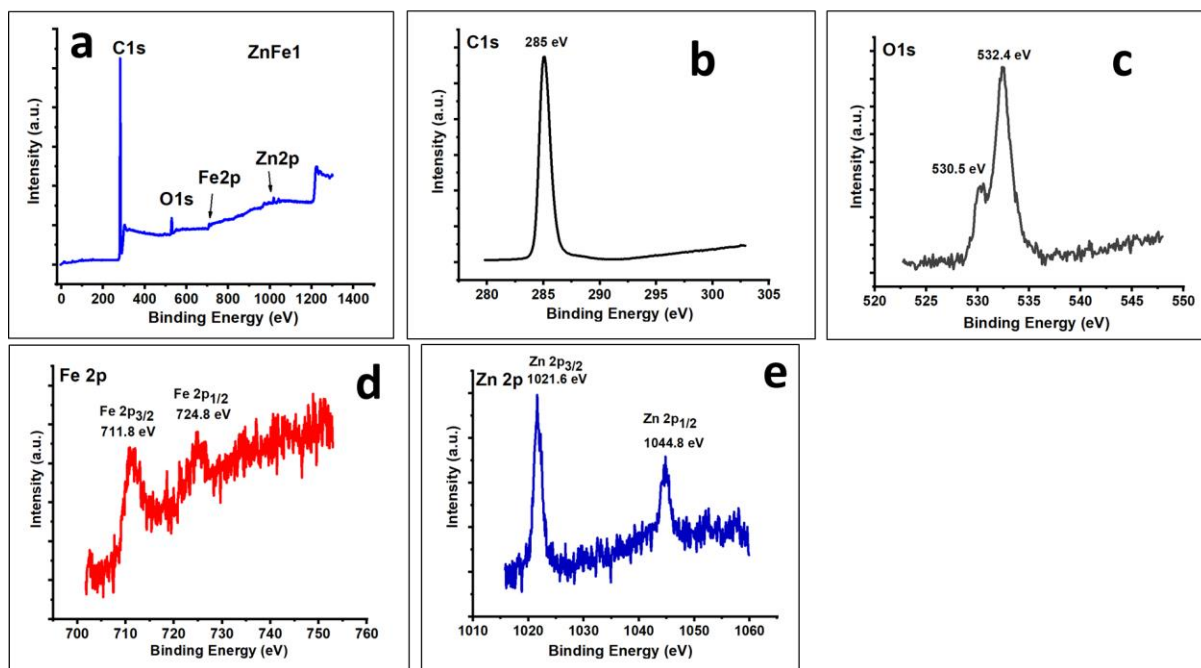 a
C1s
ZnFe1
Zn2p
Fe2p
O1s
Intensity (a.u.)
0 200 400 600 800 1000 1200 1400
Binding Energy (eV)
C1s
285 eV
b
Intensity (a.u.)
280 285 290 295 300 305
Binding Energy (eV)
O1s
532.4 eV
c
530.5 eV
Intensity (a.u.)
520 525 530 535 540 545 550
Binding Energy (eV)
Fe 2p
d
Fe 2p1/2
724.8 eV
Fe 2p3/2
711.8 eV
Intensity (a.u.)
700 710 720 730 740 750 760
Binding Energy (eV)
Zn 2p
Zn 2p3/2
1021.6 eV
e
Zn 2p1/2
1044.8 eV
Intensity (a.u.)
1010 1020 1030 1040 1050 1060
Binding Energy (eV)